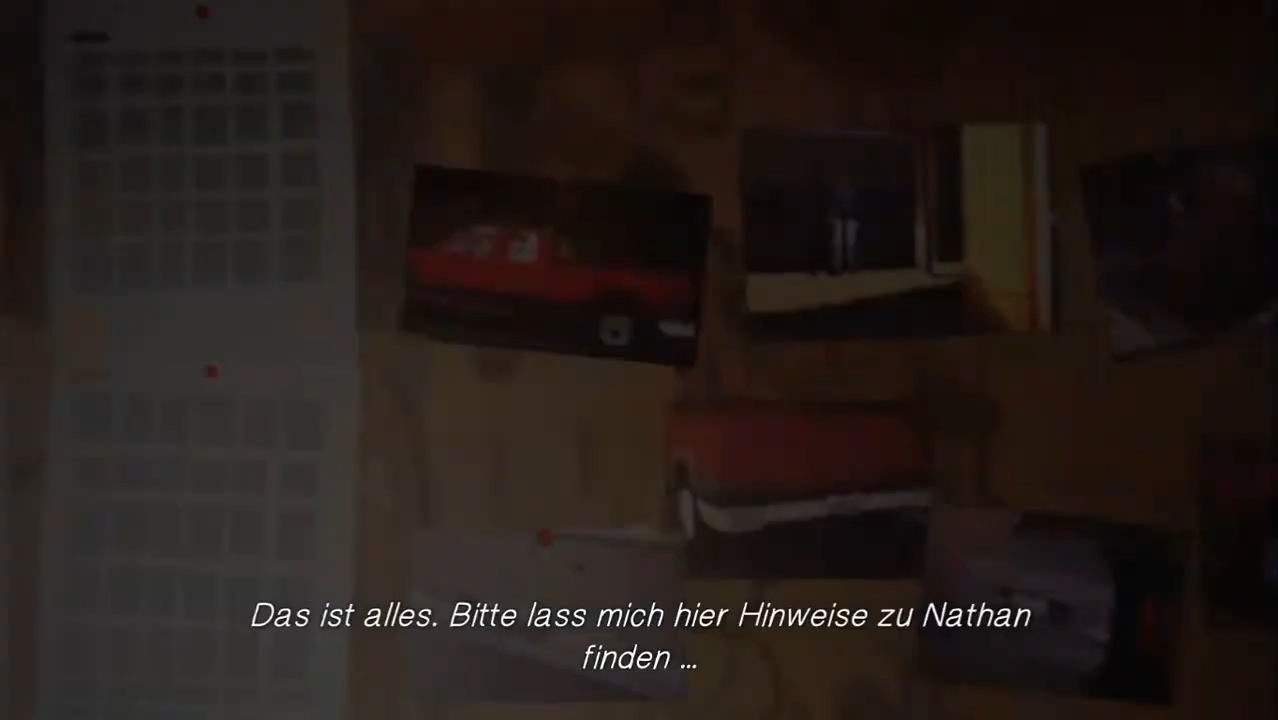 Das ist alles. Bitte lass mich hier Hinweise zu Nathan
finden ...